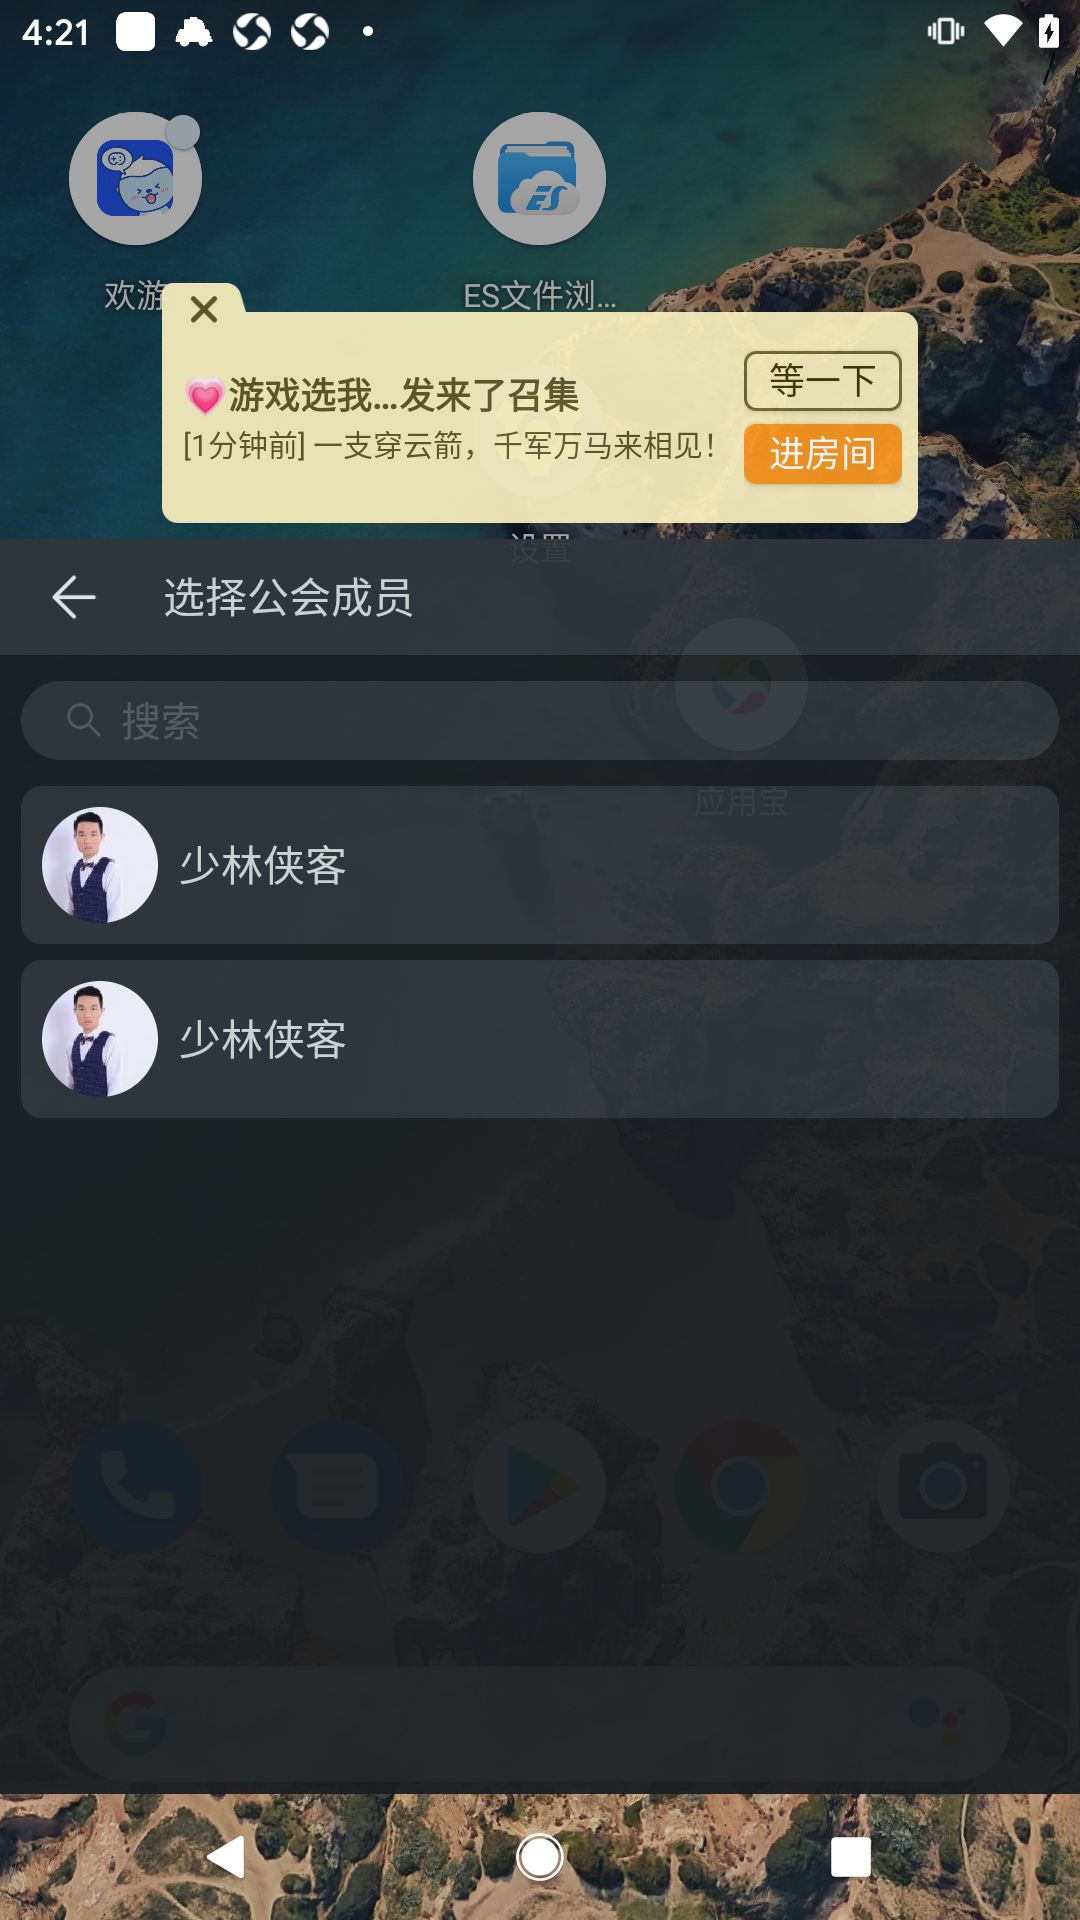 4:21
欢游
ES文件浏...
💗游戏选我...发来了召集
等一下
[1分钟前] 一支穿云箭，千军万马来相见！
进房间
设置
选择公会成员
搜索
应用宝
少林侠客
少林侠客